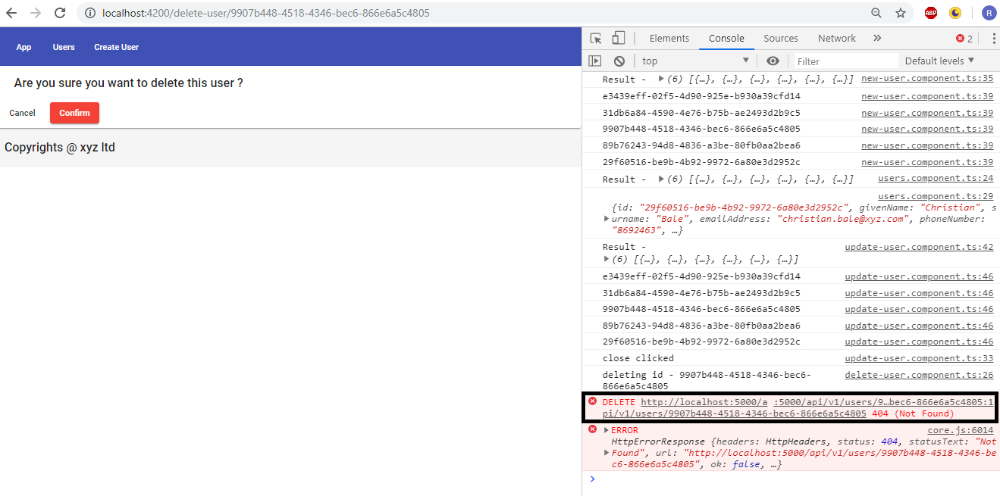 localhost:4200/delete-user/9907b448-4518-4346-bec6-866e6a5c4805
ABP
R
App Users Create User
Are you sure you want to delete this user ?
Cancel Confirm
Copyrights @ xyz ltd
Elements Console Sources Network » 2
top Filter Default levels ▼
Result - (6) [{…}, {…}, {…}, {…}, {…}, {…}] new-user.component.ts:35
e3439eff-02f5-4d90-925e-b930a39cfd14 new-user.component.ts:39
31db6a84-4590-4e76-b75b-ae2493d2b9c5 new-user.component.ts:39
9907b448-4518-4346-bec6-866e6a5c4805 new-user.component.ts:39
89b76243-94d8-4836-a3be-80fb0aa2bea6 new-user.component.ts:39
29f60516-be9b-4b92-9972-6a80e3d2952c new-user.component.ts:39
Result - (6) [{…}, {…}, {…}, {…}, {…}, {…}] users.component.ts:24
users.component.ts:29
{id: "29f60516-be9b-4b92-9972-6a80e3d2952c", givenName: "Christian", s
urname: "Bale", emailAddress: "christian.bale@xyz.com", phoneNumber:
"8692463", …}
Result - update-user.component.ts:42
(6) [{…}, {…}, {…}, {…}, {…}, {…}]
e3439eff-02f5-4d90-925e-b930a39cfd14 update-user.component.ts:46
31db6a84-4590-4e76-b75b-ae2493d2b9c5 update-user.component.ts:46
9907b448-4518-4346-bec6-866e6a5c4805 update-user.component.ts:46
89b76243-94d8-4836-a3be-80fb0aa2bea6 update-user.component.ts:46
29f60516-be9b-4b92-9972-6a80e3d2952c update-user.component.ts:46
close clicked update-user.component.ts:33
deleting id - 9907b448-4518-4346-bec6- delete-user.component.ts:26
866e6a5c4805
DELETE http://localhost:5000/a :5000/api/v1/users/9…bec6-866e6a5c4805:1
pi/v1/users/9907b448-4518-4346-bec6-866e6a5c4805 404 (Not Found)
ERROR core.js:6014
HttpErrorResponse {headers: HttpHeaders, status: 404, statusText: "Not
Found", url: "http://localhost:5000/api/v1/users/9907b448-4518-4346-be
c6-866e6a5c4805", ok: false, …}